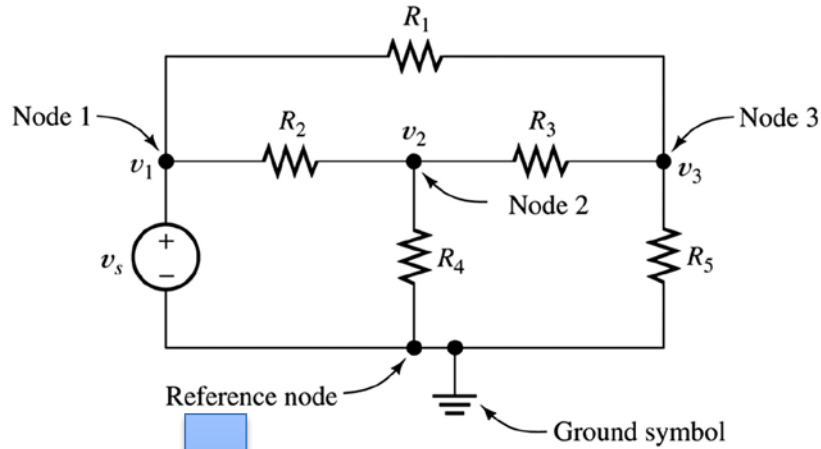 R1
Node 1
R2
v2
R3
Node 3
v1
v3
Node 2
+
vs
−
R4
R5
Reference node
Ground symbol